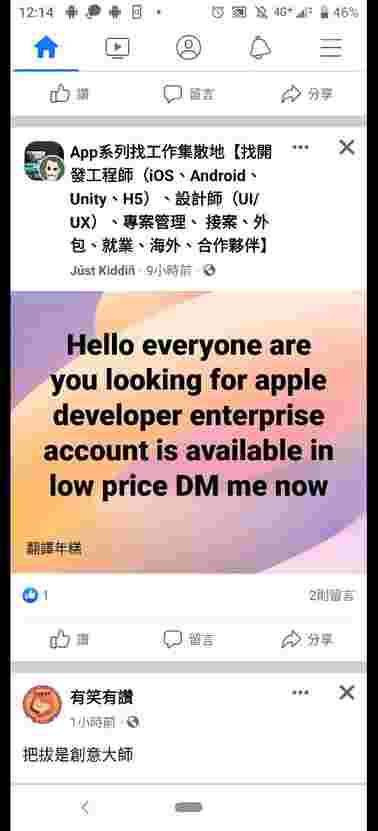 12:14 4G+ 46%
讚 留言 分享
App系列找工作集散地【找開
發工程師（iOS、Android、
Unity、H5）、設計師（UI/
UX）、專案管理、 接案、外
包、就業、海外、合作夥伴】
Júst Kiddiñ · 9小時前 ·
Hello everyone are
you looking for apple
developer enterprise
account is available in
low price DM me now
翻譯年糕
1 2則留言
讚 留言 分享
有笑有讚
1小時前 ·
把拔是創意大師